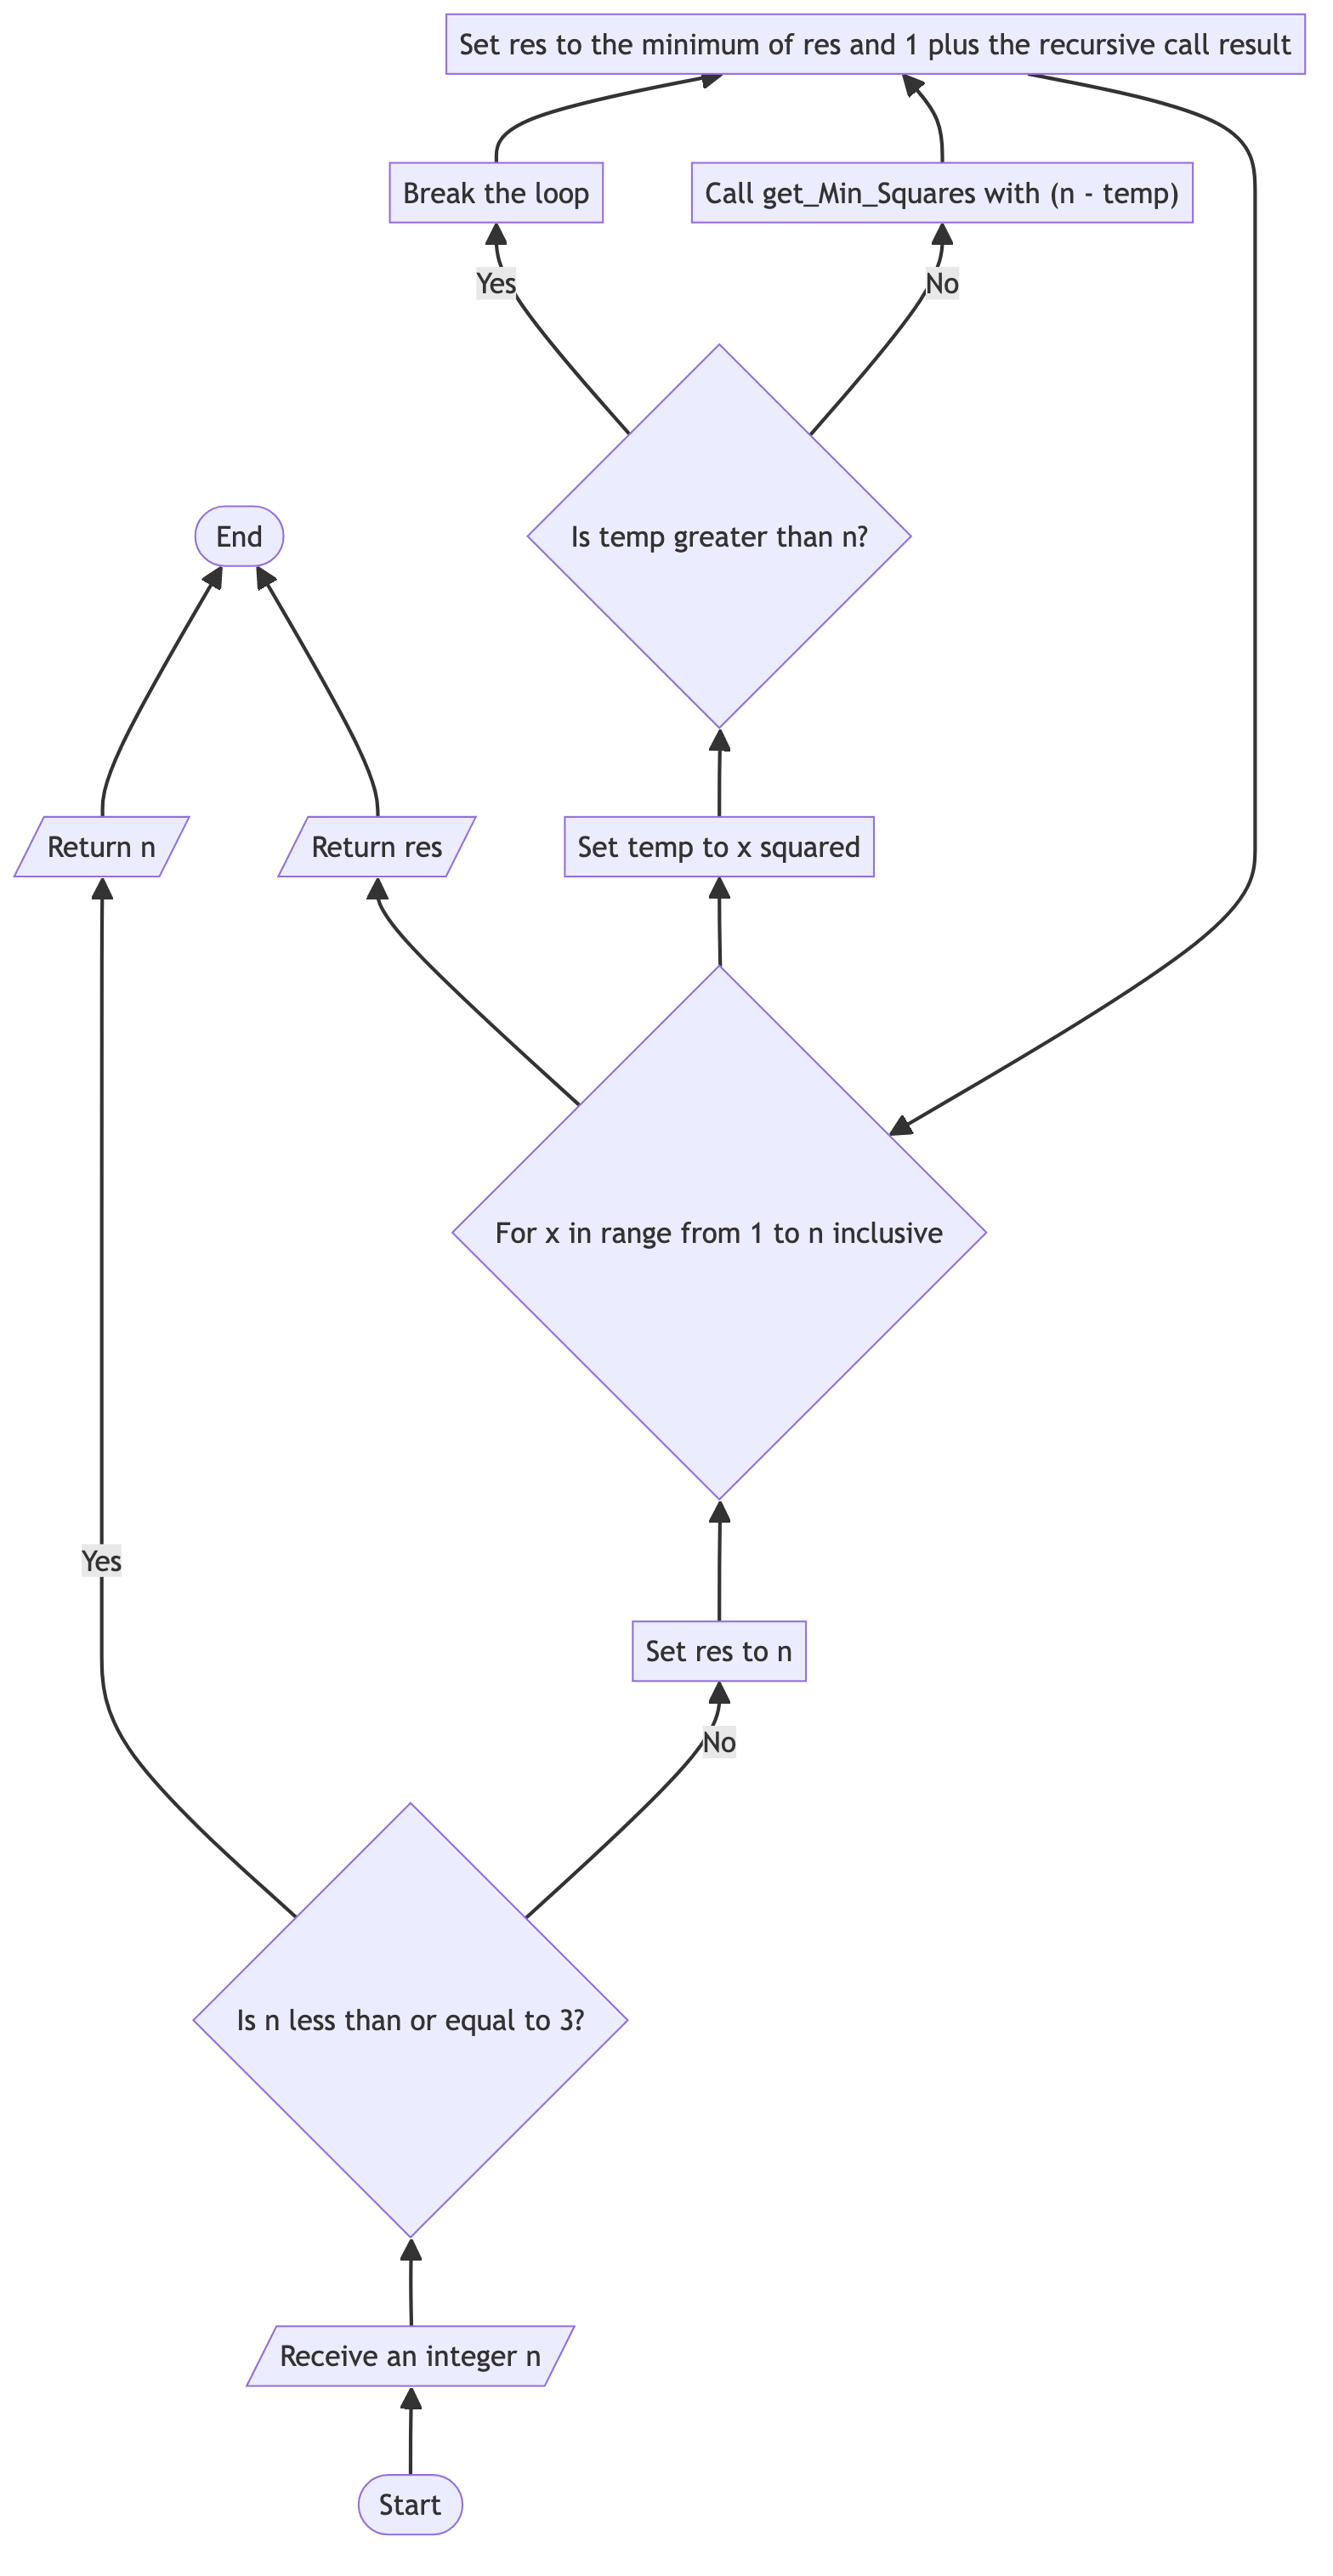 Set res to the minimum of res and 1 plus the recursive call result
Break the loop
Call get_Min_Squares with (n - temp)
Yes
No
End
Is temp greater than n?
Return n
Return res
Set temp to x squared
For x in range from 1 to n inclusive
Yes
Set res to n
No
Is n less than or equal to 3?
Receive an integer n
Start